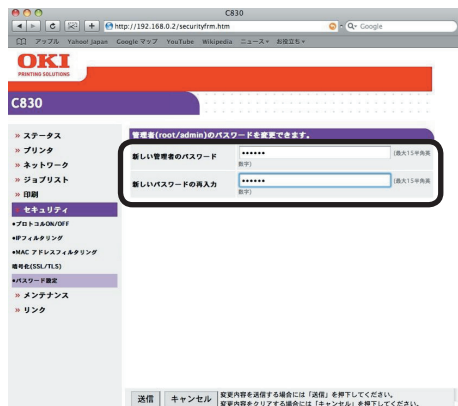 C830
http://192.168.0.2/securityfrm.htm
Q- Google
アップル Yahoo! Japan Google マップ YouTube Wikipedia ニュース▼ お役立ち▼
OKI
PRINTING SOLUTIONS
C830
» ステータス
» プリンタ
» ネットワーク
» ジョブリスト
» 印刷
» セキュリティ
•プロトコルON/OFF
•IPフィルタリング
•MAC アドレスフィルタリング
暗号化(SSL/TLS)
•パスワード設定
» メンテナンス
» リンク
管理者(root/admin)のパスワードを変更できます。
新しい管理者のパスワード •••••• (最大15半角英数字)
新しいパスワードの再入力 •••••• (最大15半角英数字)
送信 キャンセル
変更内容を送信する場合には「送信」を押下してください。
変更内容をクリアする場合には「キャンセル」を押下してください。